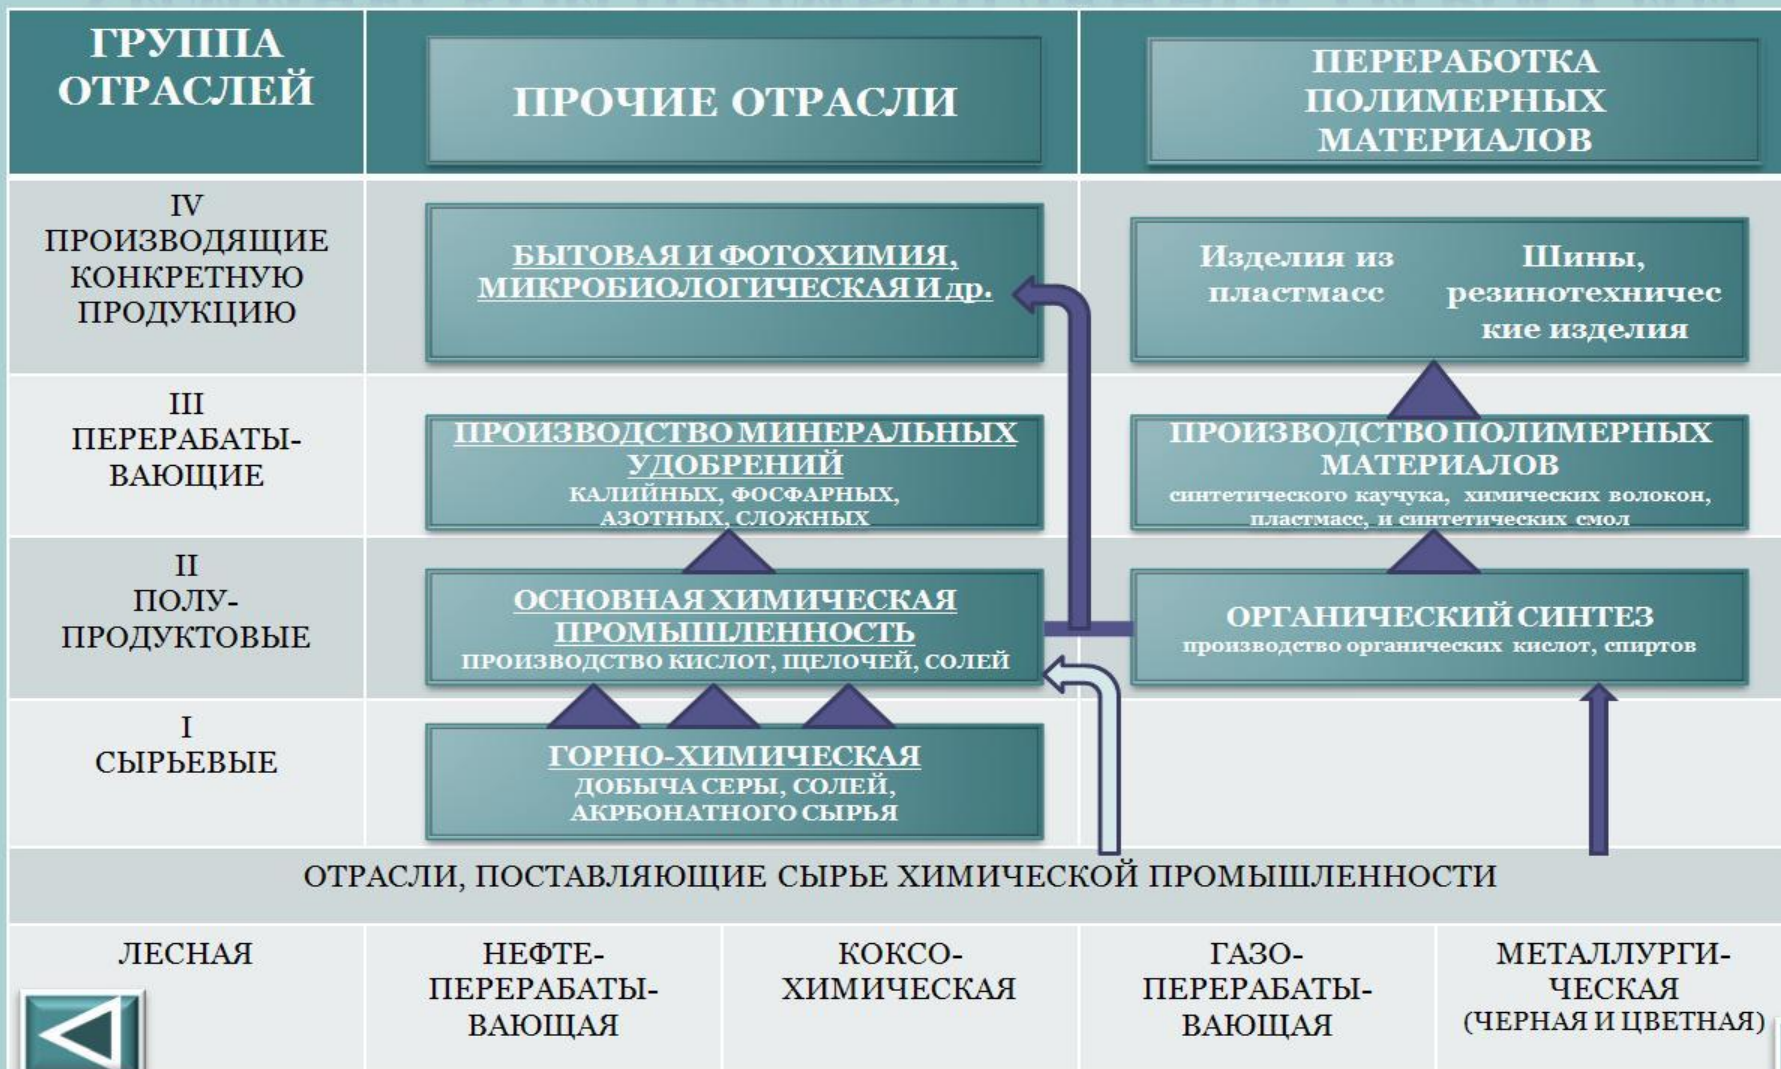 ГРУППА
ОТРАСЛЕЙ
ПРОЧИЕ ОТРАСЛИ
ПЕРЕРАБОТКА
ПОЛИМЕРНЫХ
МАТЕРИАЛОВ
IV
ПРОИЗВОДЯЩИЕ
КОНКРЕТНУЮ
ПРОДУКЦИЮ
БЫТОВАЯ И ФОТОХИМИЯ,
МИКРОБИОЛОГИЧЕСКАЯ И др.
Изделия из
пластмасс
Шины,
резинотехничес
кие изделия
III
ПЕРЕРАБАТЫ-
ВАЮЩИЕ
ПРОИЗВОДСТВО МИНЕРАЛЬНЫХ
УДОБРЕНИЙ
КАЛИЙНЫХ, ФОСФАРНЫХ,
АЗОТНЫХ, СЛОЖНЫХ
ПРОИЗВОДСТВО ПОЛИМЕРНЫХ
МАТЕРИАЛОВ
синтетического каучука, химических волокон,
пластмасс, и синтетических смол
II
ПОЛУ-
ПРОДУКТОВЫЕ
ОСНОВНАЯ ХИМИЧЕСКАЯ
ПРОМЫШЛЕННОСТЬ
ПРОИЗВОДСТВО КИСЛОТ, ЩЕЛОЧЕЙ, СОЛЕЙ
ОРГАНИЧЕСКИЙ СИНТЕЗ
производство органических кислот, спиртов
I
СЫРЬЕВЫЕ
ГОРНО-ХИМИЧЕСКАЯ
ДОБЫЧА СЕРЫ, СОЛЕЙ,
АКРБОНАТНОГО СЫРЬЯ
ОТРАСЛИ, ПОСТАВЛЯЮЩИЕ СЫРЬЕ ХИМИЧЕСКОЙ ПРОМЫШЛЕННОСТИ
ЛЕСНАЯ
НЕФТЕ-
ПЕРЕРАБАТЫ-
ВАЮЩАЯ
КОКСО-
ХИМИЧЕСКАЯ
ГАЗО-
ПЕРЕРАБАТЫ-
ВАЮЩАЯ
МЕТАЛЛУРГИ-
ЧЕСКАЯ
(ЧЕРНАЯ И ЦВЕТНАЯ)